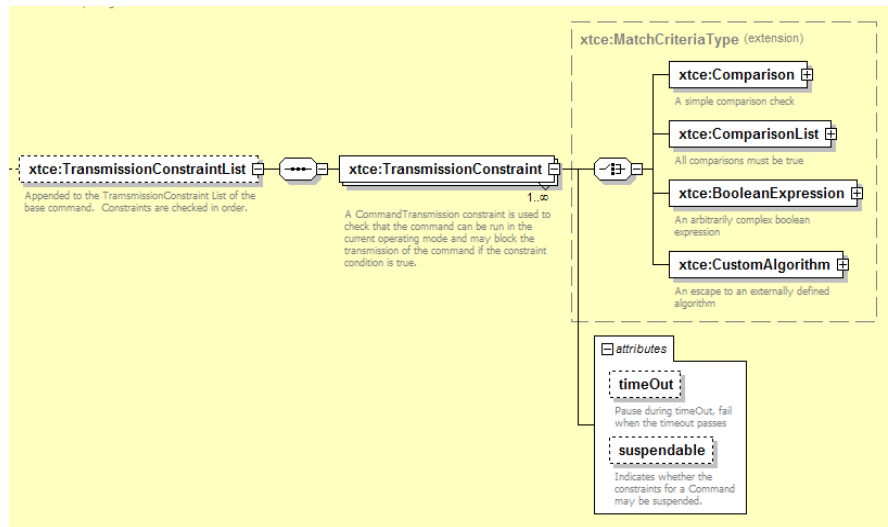 xtce:MatchCriteriaType (extension)
xtce:Comparison
A simple comparison check
xtce:ComparisonList
All comparisons must be true
xtce:TransmissionConstraintList
Appended to the TransmissionConstraint List of the
base command. Constraints are checked in order.
xtce:TransmissionConstraint
1..∞
A CommandTransmission constraint is used to
check that the command can be run in the
current operating mode and may block the
transmission of the command if the constraint
condition is true.
xtce:BooleanExpression
An arbitrarily complex boolean
expression
xtce:CustomAlgorithm
An escape to an externally defined
algorithm
attributes
timeOut
Pause during timeOut, fail
when the timeout passes
suspendable
Indicates whether the
constraints for a Command
may be suspended.